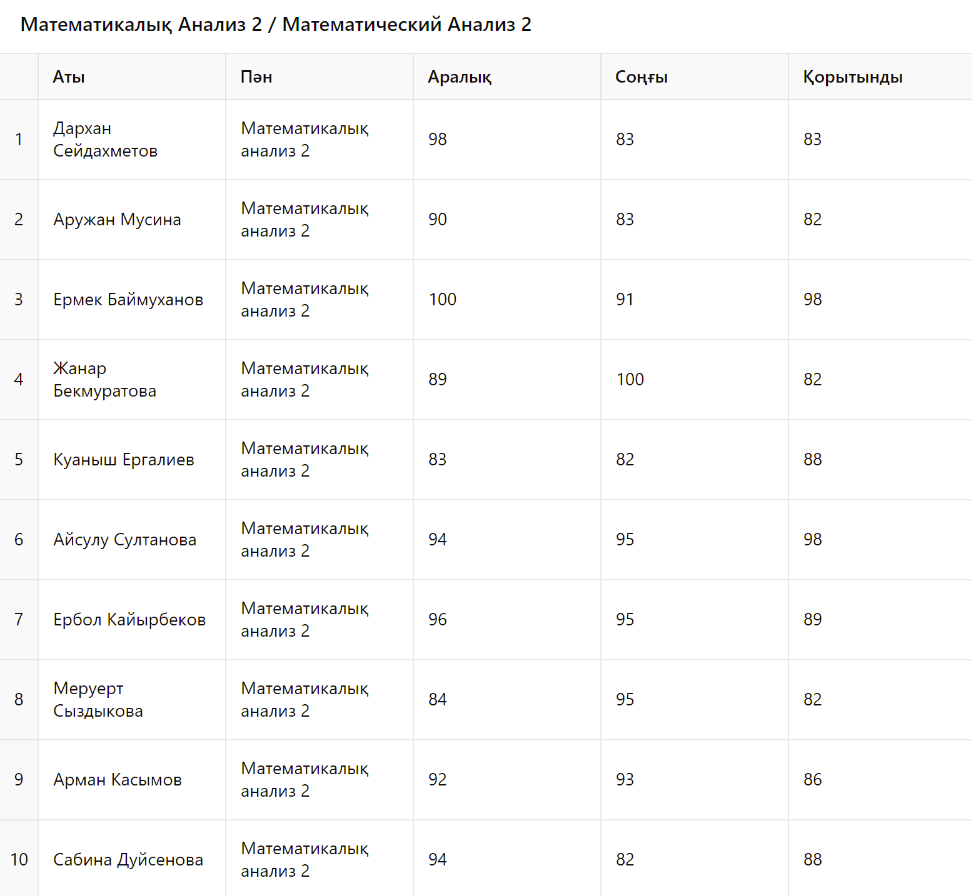 Математикалық Анализ 2 / Математический Анализ 2
Аты Пән Аралық Соңғы Қорытынды
1 Дархан Сейдахметов Математикалық анализ 2 98 83 83
2 Аружан Мусина Математикалық анализ 2 90 83 82
3 Ермек Баймуханов Математикалық анализ 2 100 91 98
4 Жанар Бекмуратова Математикалық анализ 2 89 100 82
5 Куаныш Ергалиев Математикалық анализ 2 83 82 88
6 Айсулу Султанова Математикалық анализ 2 94 95 98
7 Ербол Кайырбеков Математикалық анализ 2 96 95 89
8 Меруерт Сыздыкова Математикалық анализ 2 84 95 82
9 Арман Касымов Математикалық анализ 2 92 93 86
10 Сабина Дуйсенова Математикалық анализ 2 94 82 88